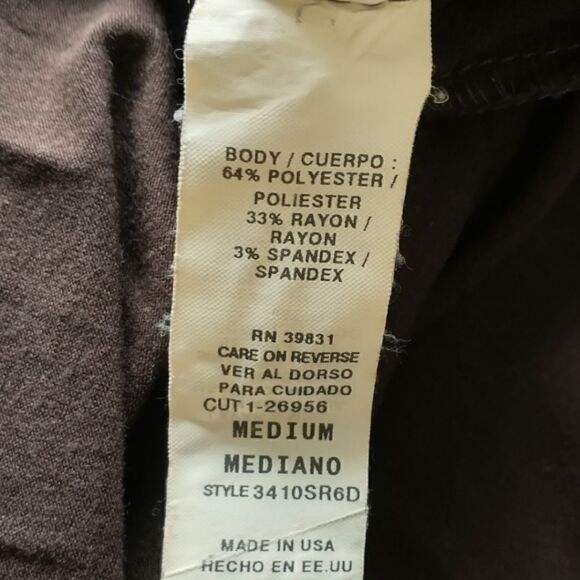 BODY / CUERPO :
64% POLYESTER /
POLIESTER
33% RAYON /
RAYON
3% SPANDEX /
SPANDEX
RN 39831
CARE ON REVERSE
VER AL DORSO
PARA CUIDADO
CUT 1-26956
MEDIUM
MEDIANO
STYLE 3410SR6D
MADE IN USA
HECHO EN EE.UU